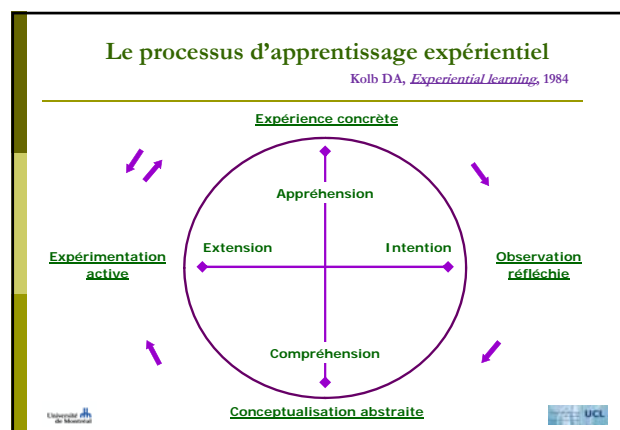 Le processus d’apprentissage expérientiel
Kolb DA, Experiential learning, 1984
Expérience concrète
Appréhension
Expérimentation
active
Extension
Intention
Observation
réfléchie
Compréhension
Conceptualisation abstraite
Université
de Montréal
UCL